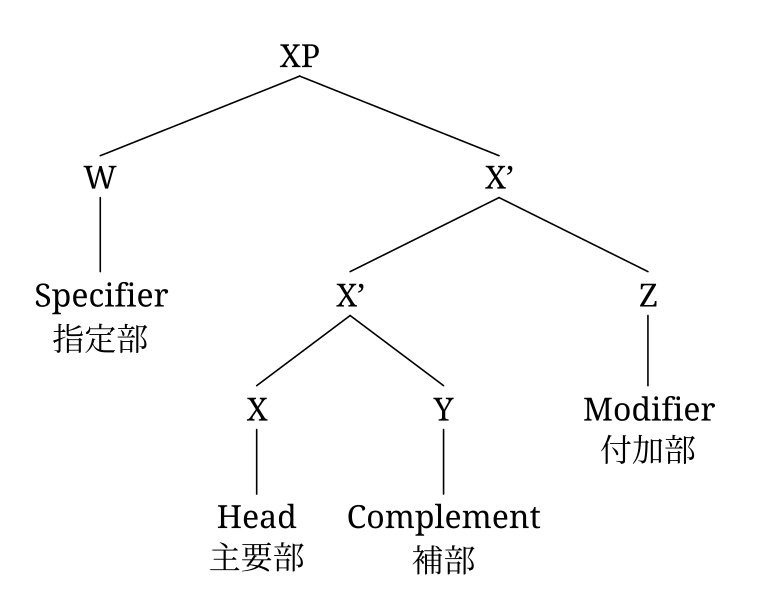 XP
W
X’
Specifier
指定部
X’
Z
X
Y
Modifier
付加部
Head
主要部
Complement
補部